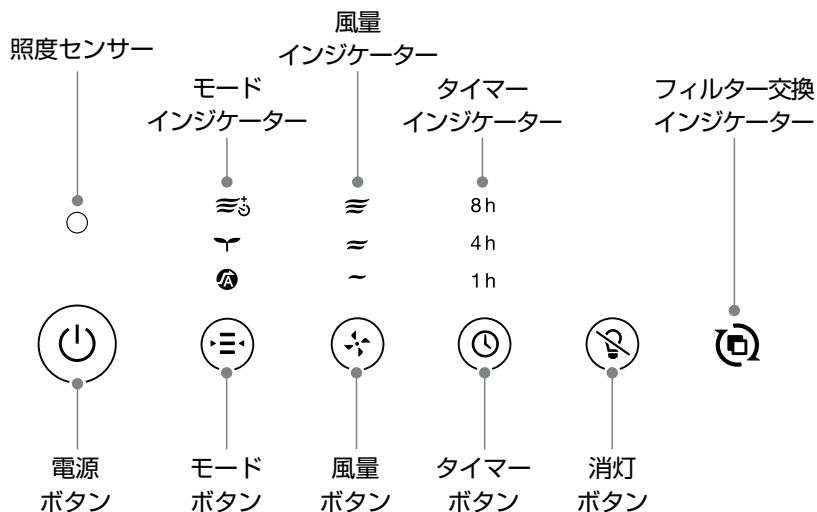 照度センサー
モード
インジケーター
風量
インジケーター
タイマー
インジケーター
フィルター交換
インジケーター
8h
4h
1h
A
電源
ボタン
モード
ボタン
風量
ボタン
タイマー
ボタン
消灯
ボタン